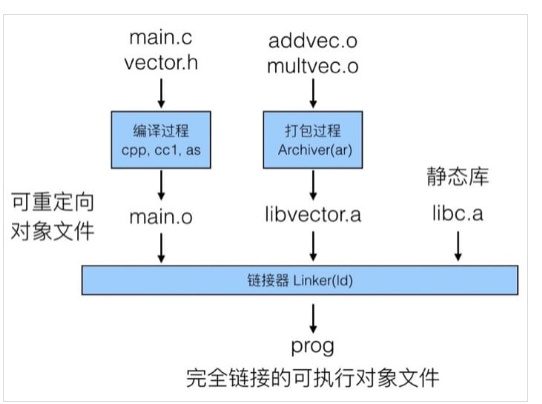 main.c
vector.h
addvec.o
multvec.o
编译过程
cpp, cc1, as
打包过程
Archiver(ar)
静态库
可重定向
对象文件
main.o
libvector.a
libc.a
链接器 Linker(ld)
prog
完全链接的可执行对象文件